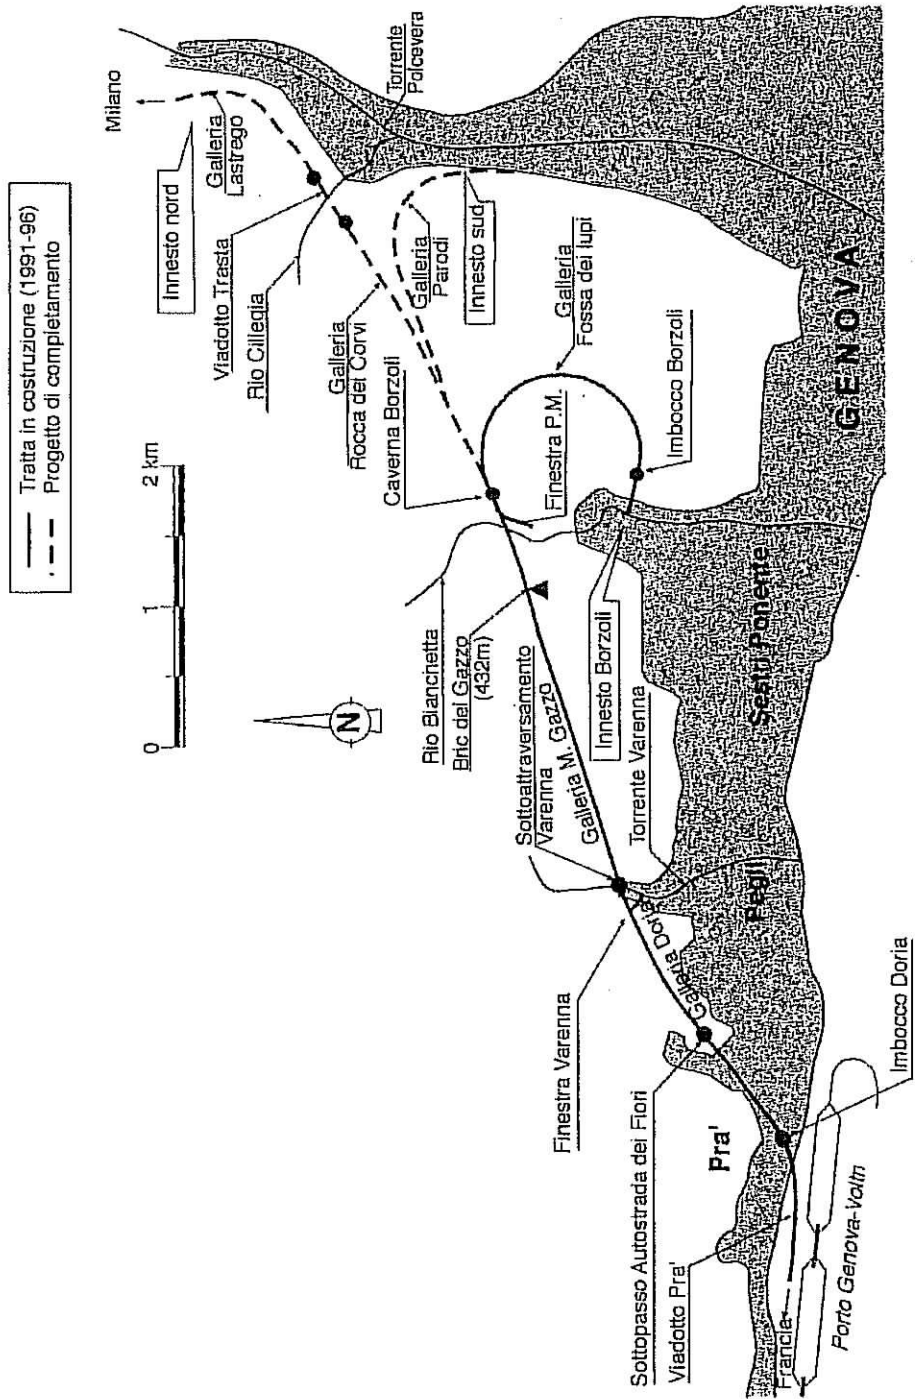 Tratta in costruzione (1991-96)
Progetto di completamento
0
1
2 km
N
Milano
Innesto nord
Galleria
Lastrego
Torrente
Polcevera
Viadotto Trasta
Rio Cillegia
Galleria
Rocca dei Corvi
Galleria
Parodi
Innesto sud
Caverna Borzoli
Galleria
Fossa dei lupi
Finestra P.M.
Imbocco Borzoli
Rio Bianchetta
Bric del Gazzo
(432m)
Innesto Borzoli
Sottoattraversamento
Varenna
Galleria M. Gazzo
Torrente Varenna
Finestra Varenna
Galleria Doria
Sottopasso Autostrada dei Fiori
Viadotto Pra'
Pra'
Pegli
Sestri Ponente
GENOVA
Imbocco Doria
Francia
Porto Genova-Voltri